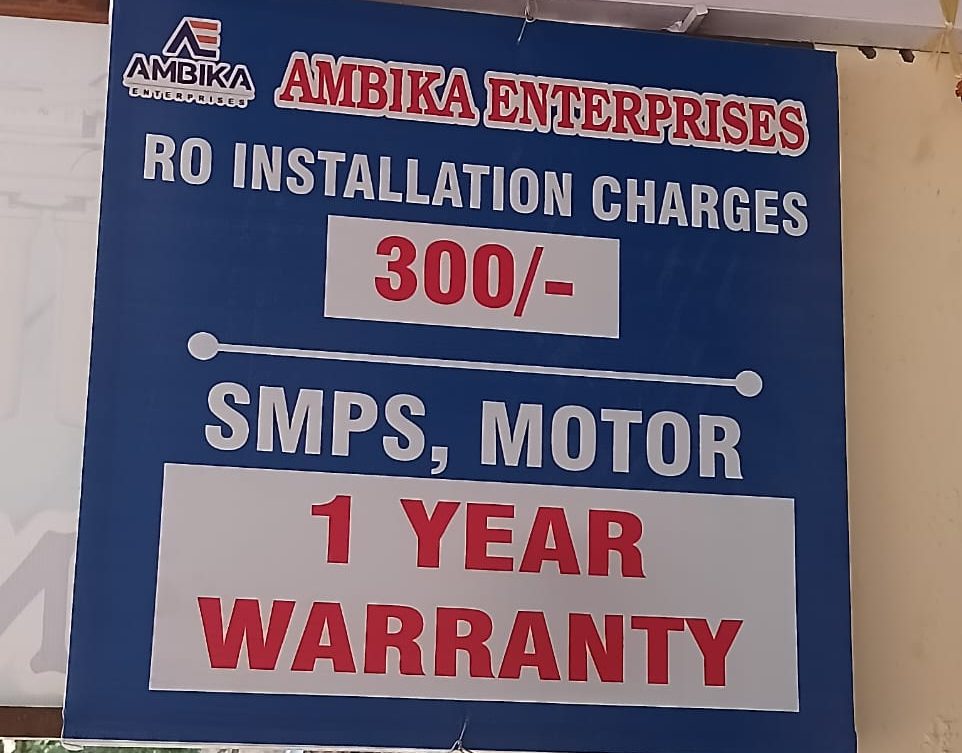 AMBIKA
ENTERPRISES
AMBIKA ENTERPRISES
RO INSTALLATION CHARGES
300/-
SMPS, MOTOR
1 YEAR
WARRANTY